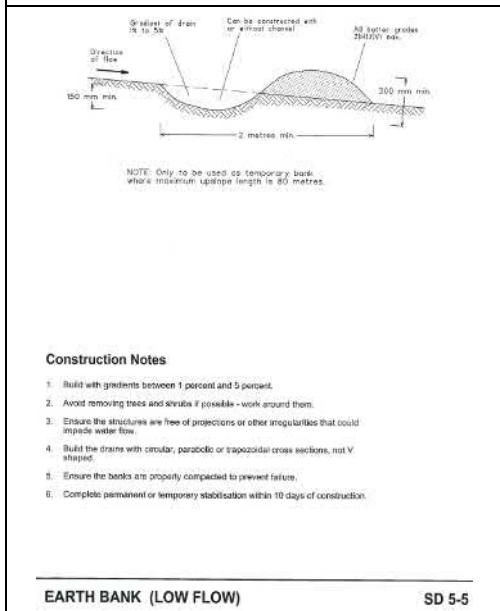 Gradient of drain
1% to 5%
Can be constructed with
or without channel
All batter grades
2(H):1(V) max.
Direction
of flow
150 mm min.
300 mm min.
2 metres min.
NOTE: Only to be used as temporary bank
where maximum upslope length is 80 metres.
Construction Notes
1. Build with gradients between 1 percent and 5 percent.
2. Avoid removing trees and shrubs if possible - work around them.
3. Ensure the structures are free of projections or other irregularities that could
impede water flow.
4. Build the drains with circular, parabolic or trapezoidal cross sections, not V
shaped.
5. Ensure the banks are properly compacted to prevent failure.
6. Complete permanent or temporary stabilisation within 10 days of construction.
EARTH BANK (LOW FLOW)
SD 5-5